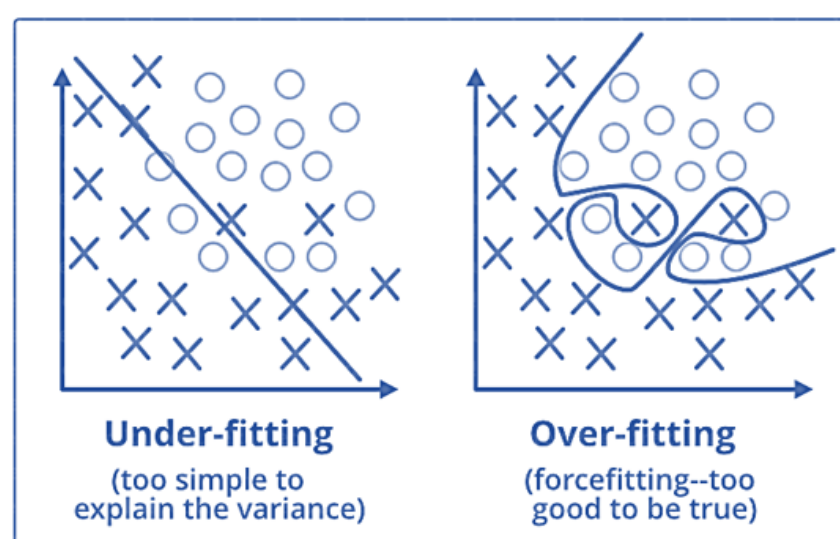 Under-fitting
(too simple to
explain the variance)
Over-fitting
(forcefitting--too
good to be true)